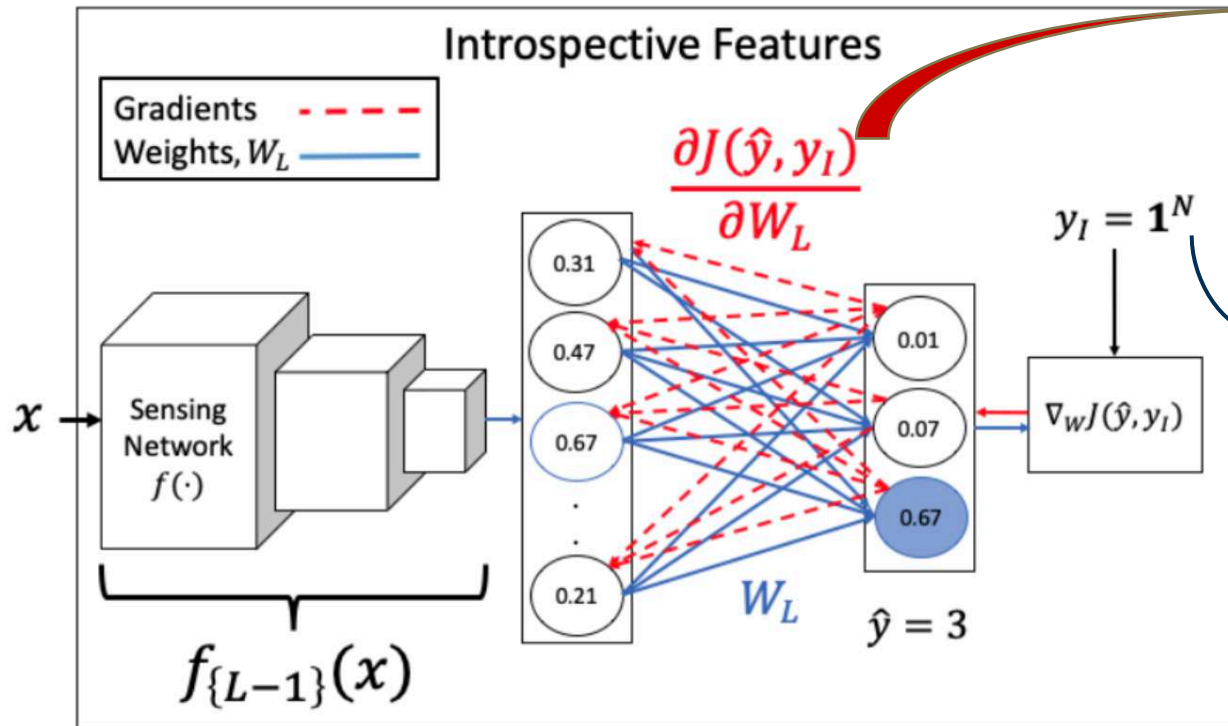 Introspective Features
Gradients
Weights, W_L
∂J(ŷ, y_I)
∂W_L
y_I = 1^N
x
Sensing
Network
f(·)
0.31
0.47
0.67
.
.
0.21
0.01
0.07
0.67
∇_W J(ŷ, y_I)
W_L
ŷ = 3
f_{L−1}(x)